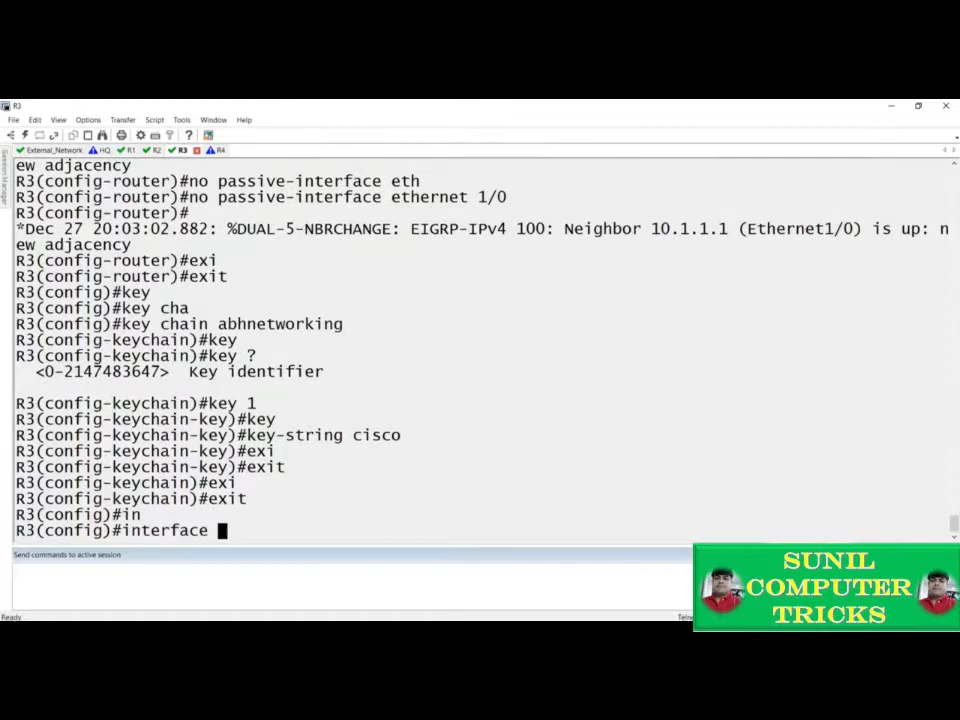 R3
File Edit View Options Transfer Script Tools Window Help
External_Network HQ R1 R2 R3 R4
Session Manager
ew adjacency
R3(config-router)#no passive-interface eth
R3(config-router)#no passive-interface ethernet 1/0
R3(config-router)#
*Dec 27 20:03:02.882: %DUAL-5-NBRCHANGE: EIGRP-IPv4 100: Neighbor 10.1.1.1 (Ethernet1/0) is up: n
ew adjacency
R3(config-router)#exi
R3(config-router)#exit
R3(config)#key
R3(config)#key cha
R3(config)#key chain abhnetworking
R3(config-keychain)#key
R3(config-keychain)#key ?
<0-2147483647> Key identifier
R3(config-keychain)#key 1
R3(config-keychain-key)#key
R3(config-keychain-key)#key-string cisco
R3(config-keychain-key)#exi
R3(config-keychain-key)#exit
R3(config-keychain)#exi
R3(config-keychain)#exit
R3(config)#in
R3(config)#interface
Send commands to active session
SUNIL
COMPUTER
TRICKS
Ready